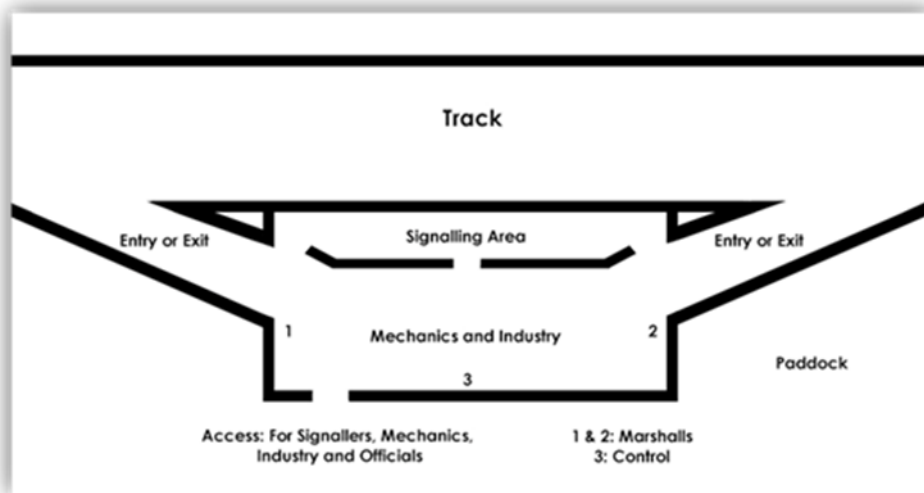 Track
Signalling Area
Entry or Exit
Entry or Exit
1
Mechanics and Industry
2
3
Paddock
Access: For Signallers, Mechanics,
Industry and Officials
1 & 2: Marshalls
3: Control